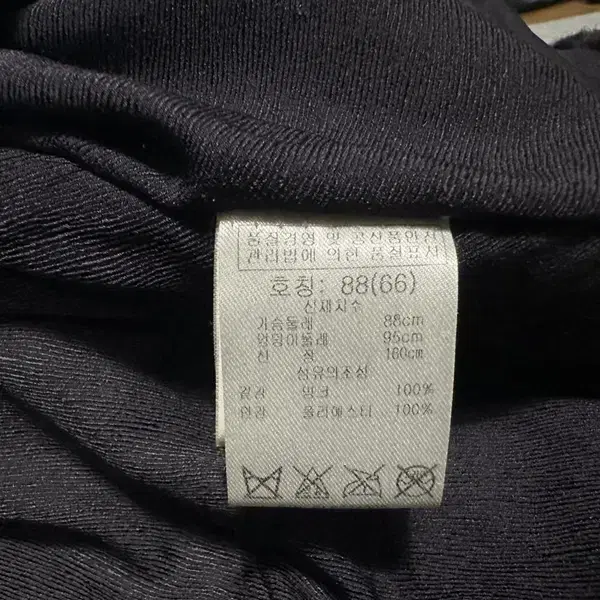 품질경영 및 공산품안전
관리법에 의한 품질표시
호칭: 88(66)
신체치수
가슴둘레 88cm
엉덩이둘레 95cm
신 장 160cm
섬유의조성
겉감 밍크 100%
안감 폴리에스터 100%